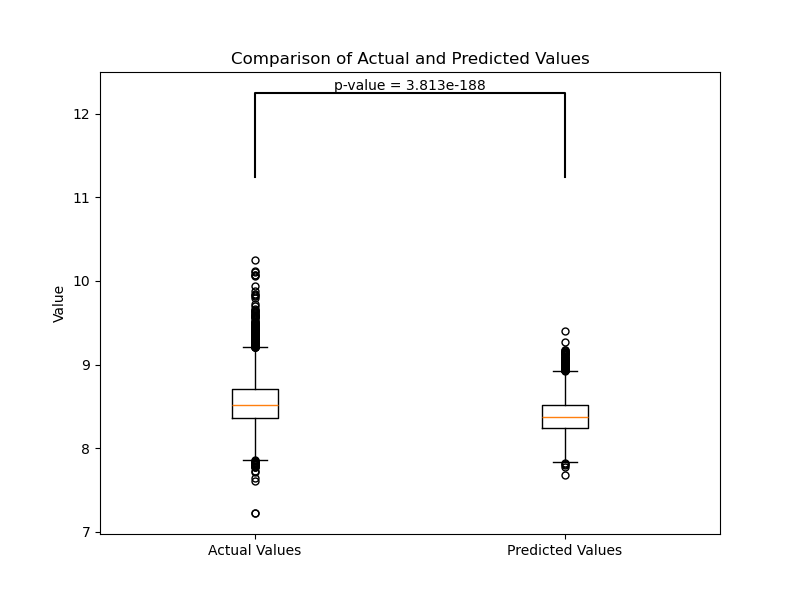 Comparison of Actual and Predicted Values
p-value = 3.813e-188
12
11
10
9
8
7
Value
Actual Values
Predicted Values